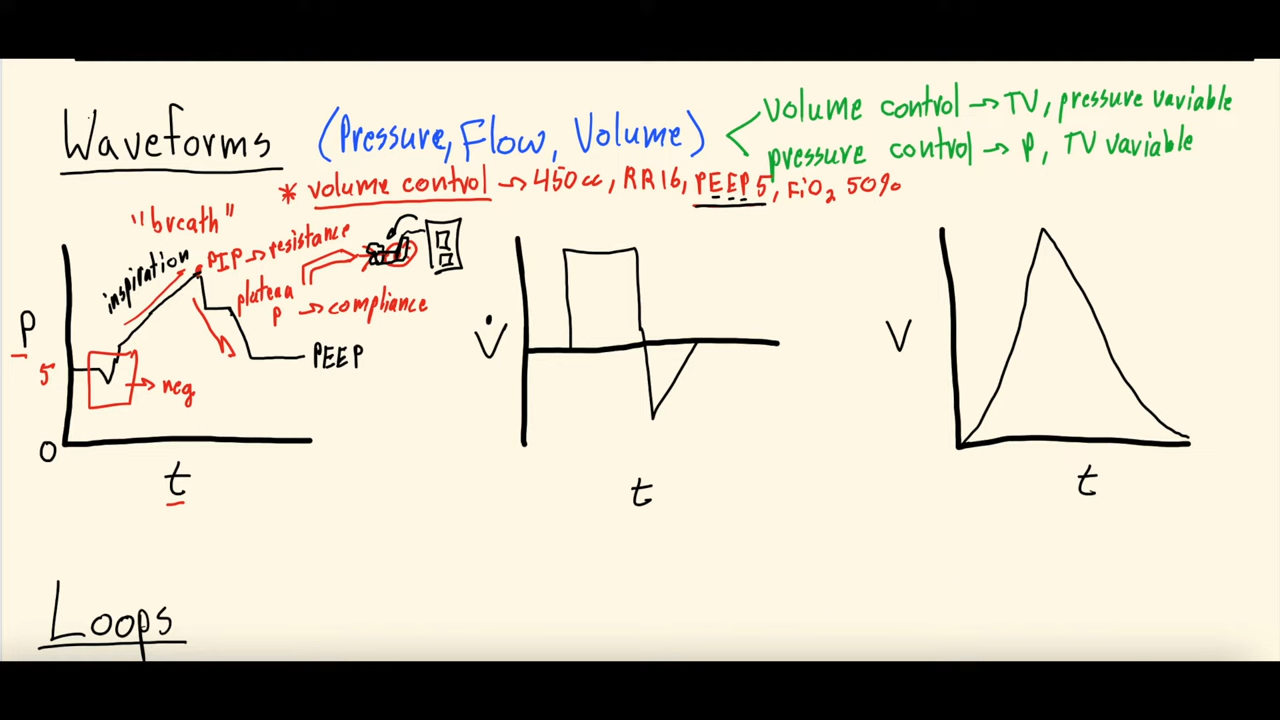 Waveforms (Pressure, Flow, Volume)
volume control → TV, pressure variable
pressure control → P, TV variable
* volume control → 450cc, RR16, PEEP 5, FiO₂ 50%
"breath"
inspiration
PIP → resistance
plateau
P → compliance
P
5
→ neg
PEEP
0
t
V̇
t
V
t
Loops